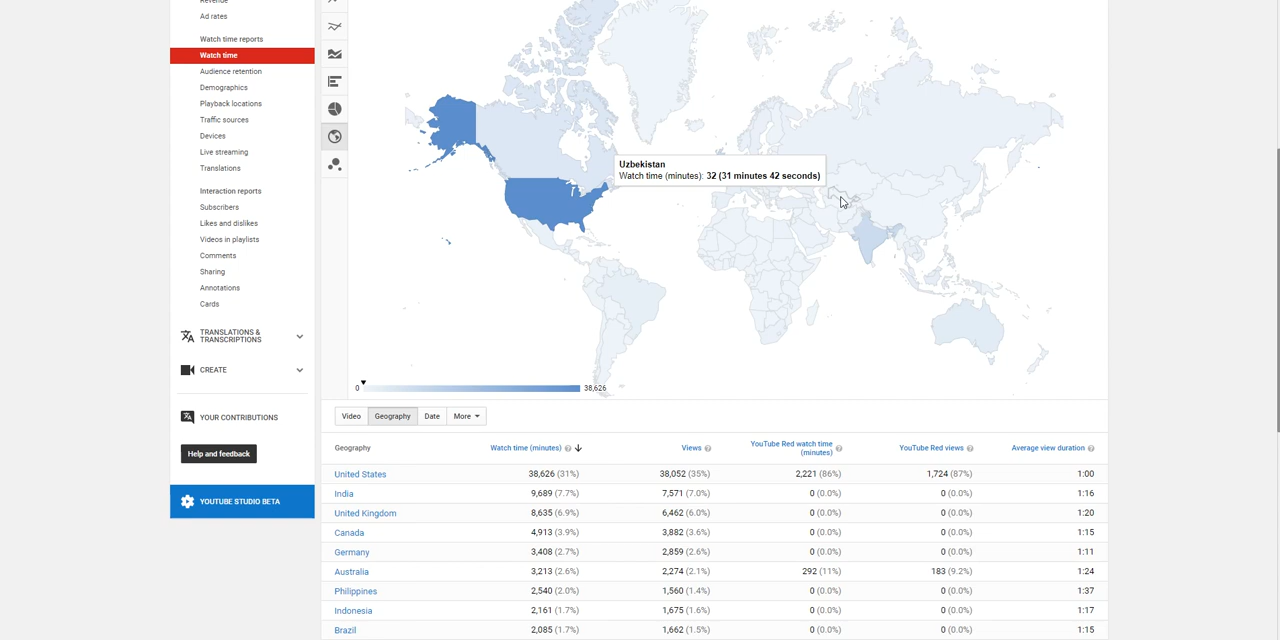 Revenue
Ad rates
Watch time reports
Watch time
Audience retention
Demographics
Playback locations
Traffic sources
Devices
Live streaming
Translations
Interaction reports
Subscribers
Likes and dislikes
Videos in playlists
Comments
Sharing
Annotations
Cards
TRANSLATIONS &
TRANSCRIPTIONS
CREATE
YOUR CONTRIBUTIONS
Help and feedback
YOUTUBE STUDIO BETA
Uzbekistan
Watch time (minutes): 32 (31 minutes 42 seconds)
0 38,626
Video Geography Date More
Geography Watch time (minutes) Views YouTube Red watch time (minutes) YouTube Red views Average view duration
United States 38,626 (31%) 38,052 (35%) 2,221 (86%) 1,724 (87%) 1:00
India 9,689 (7.7%) 7,571 (7.0%) 0 (0.0%) 0 (0.0%) 1:16
United Kingdom 8,635 (6.9%) 6,462 (6.0%) 0 (0.0%) 0 (0.0%) 1:20
Canada 4,913 (3.9%) 3,882 (3.6%) 0 (0.0%) 0 (0.0%) 1:15
Germany 3,408 (2.7%) 2,859 (2.6%) 0 (0.0%) 0 (0.0%) 1:11
Australia 3,213 (2.6%) 2,274 (2.1%) 292 (11%) 183 (9.2%) 1:24
Philippines 2,540 (2.0%) 1,560 (1.4%) 0 (0.0%) 0 (0.0%) 1:37
Indonesia 2,161 (1.7%) 1,675 (1.6%) 0 (0.0%) 0 (0.0%) 1:17
Brazil 2,085 (1.7%) 1,662 (1.5%) 0 (0.0%) 0 (0.0%) 1:15